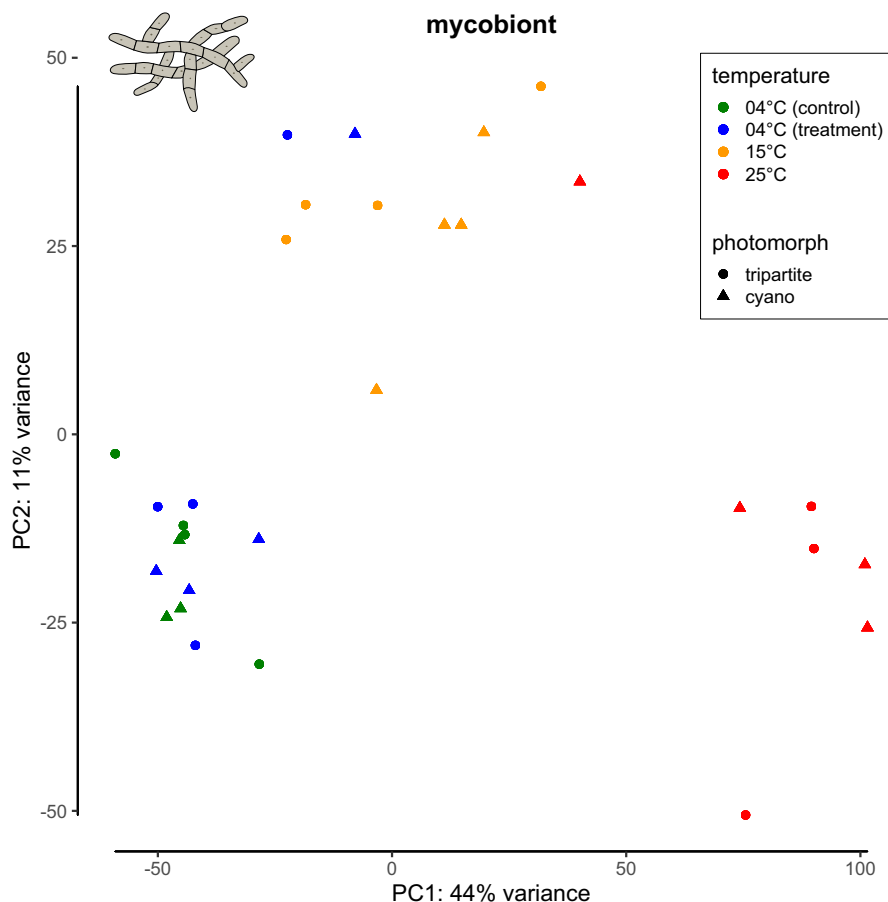 mycobiont
50
25
0
-25
-50
PC2: 11% variance
-50
0
50
100
PC1: 44% variance
temperature
04°C (control)
04°C (treatment)
15°C
25°C
photomorph
tripartite
cyano